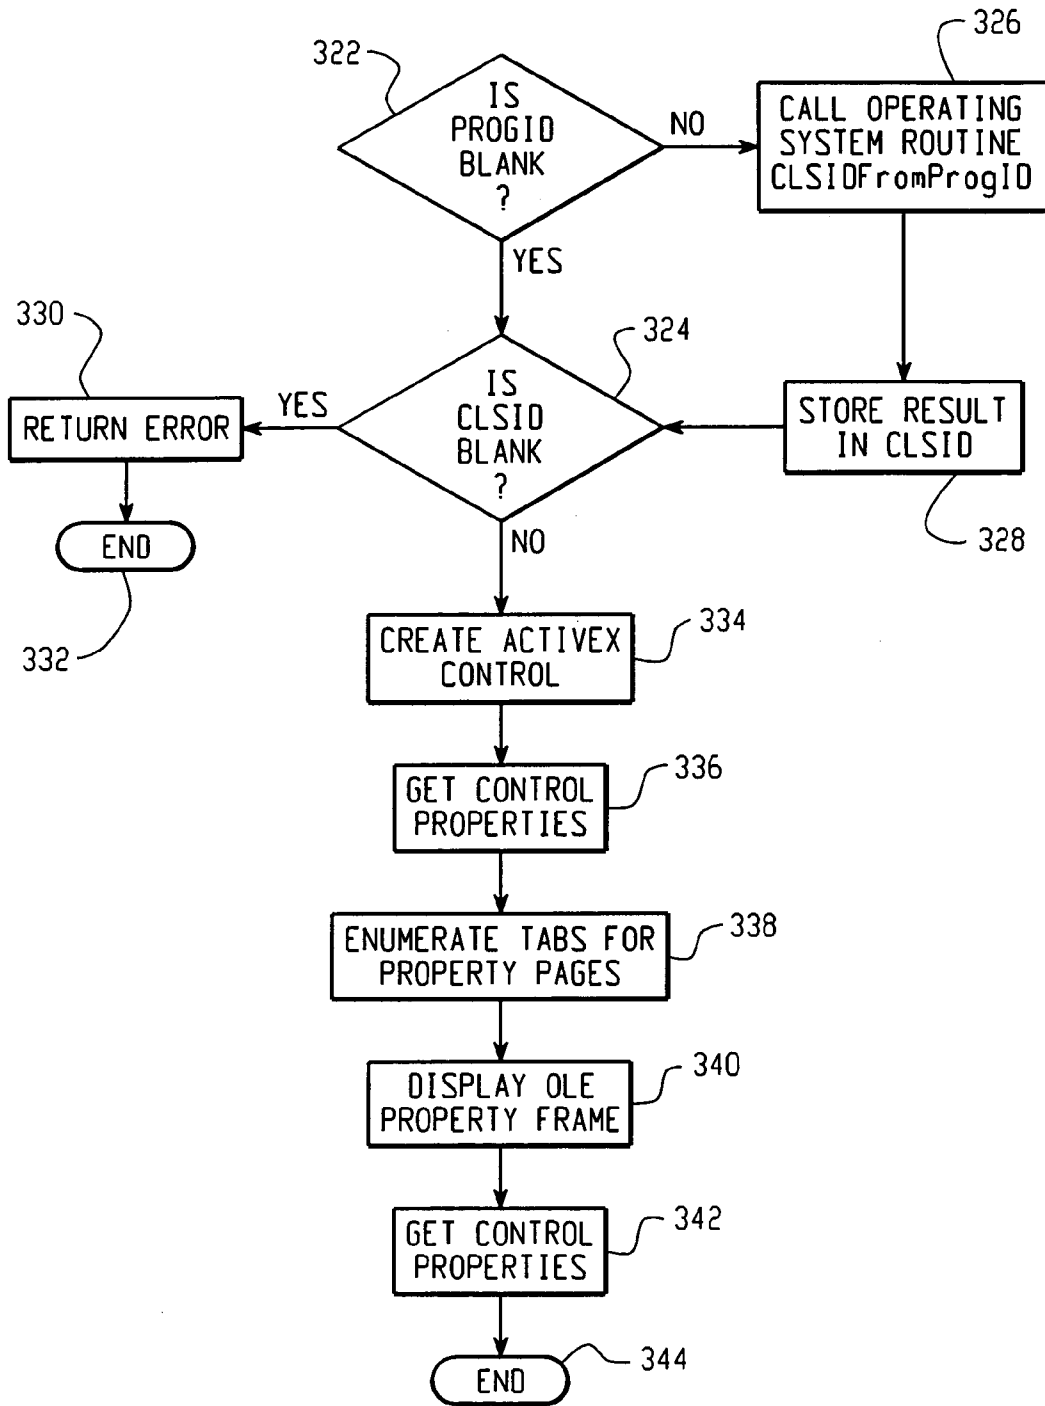 322
IS
PROGID
BLANK
?
NO
326
CALL OPERATING
SYSTEM ROUTINE
CLSIDFromProgID
YES
330
RETURN ERROR
YES
324
IS
CLSID
BLANK
?
STORE RESULT
IN CLSID
328
END
332
NO
CREATE ACTIVEX
CONTROL
334
GET CONTROL
PROPERTIES
336
ENUMERATE TABS FOR
PROPERTY PAGES
338
DISPLAY OLE
PROPERTY FRAME
340
GET CONTROL
PROPERTIES
342
END
344